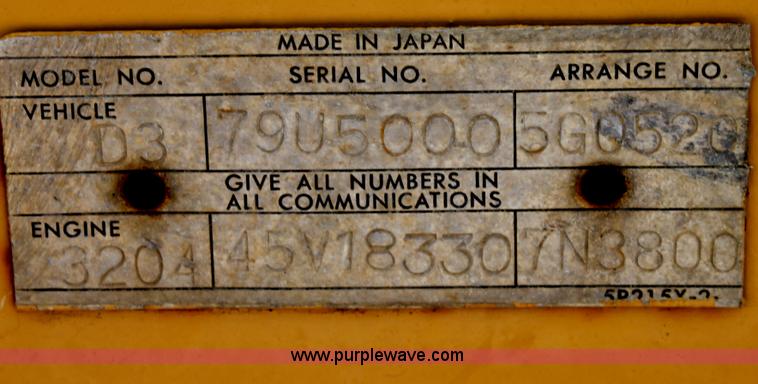 MADE IN JAPAN
MODEL NO. SERIAL NO. ARRANGE NO.
VEHICLE
D3 79U5000 5G0520
GIVE ALL NUMBERS IN
ALL COMMUNICATIONS
ENGINE
3204 45V18330 7N3800
www.purplewave.com